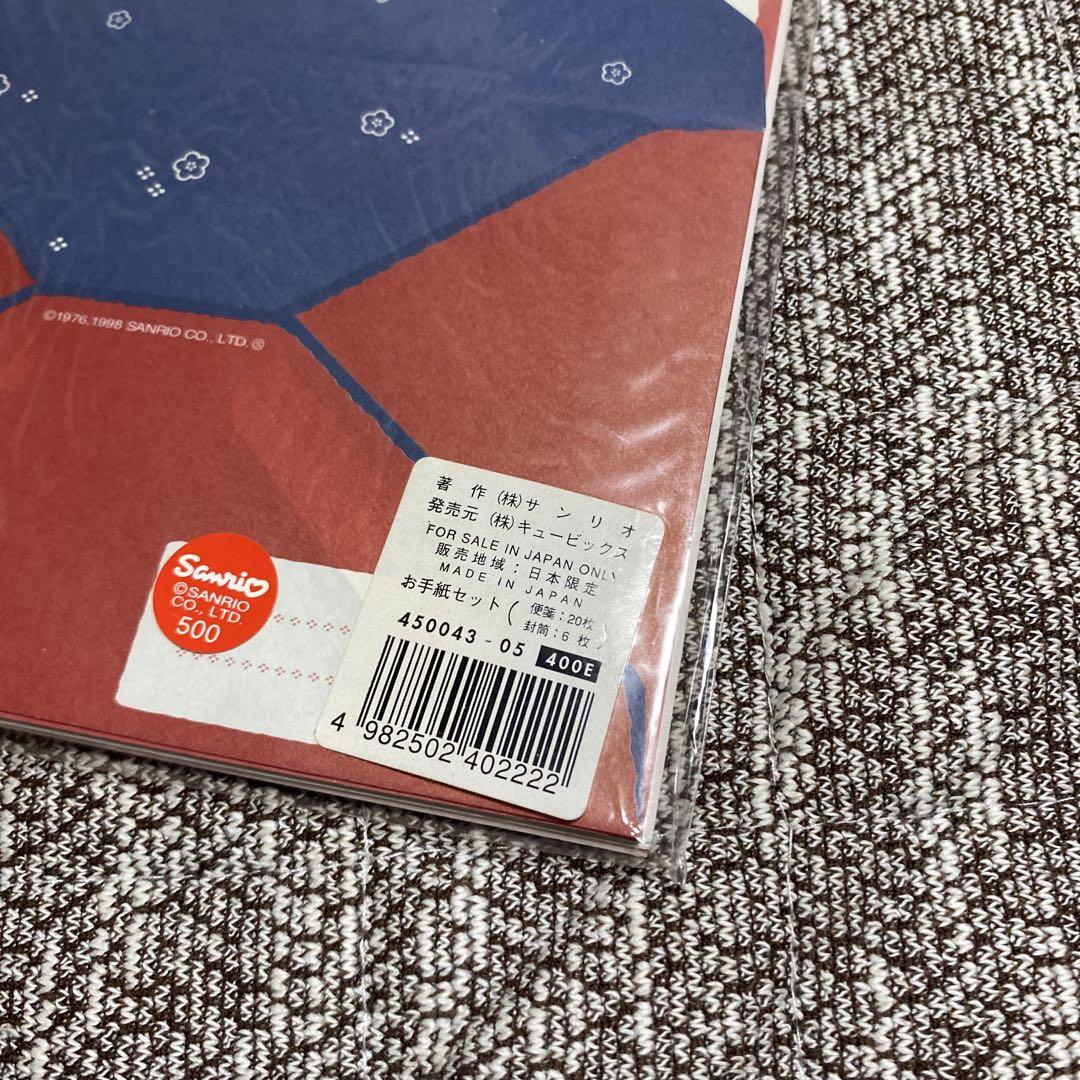 ©1976,1998 SANRIO CO., LTD. Ⓢ
Sanrio
©SANRIO
CO., LTD.
500
著作 (株)サンリオ
発売元 (株)キュービックス
FOR SALE IN JAPAN ONLY
販売地域:日本限定
MADE IN JAPAN
お手紙セット(便箋:20枚
封筒:6枚)
450043-05 400E
4 982502 402222